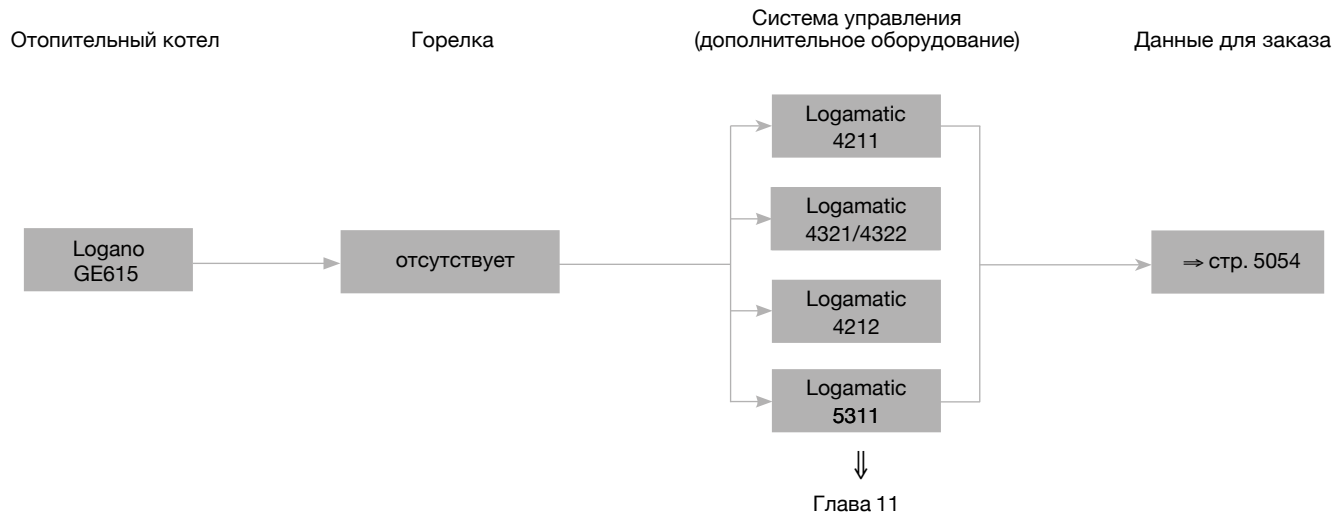 Отопительный котел
Горелка
Система управления
(дополнительное оборудование)
Данные для заказа
Logano
GE615
отсутствует
Logamatic
4211
Logamatic
4321/4322
Logamatic
4212
Logamatic
5311
⇒ стр. 5054
Глава 11